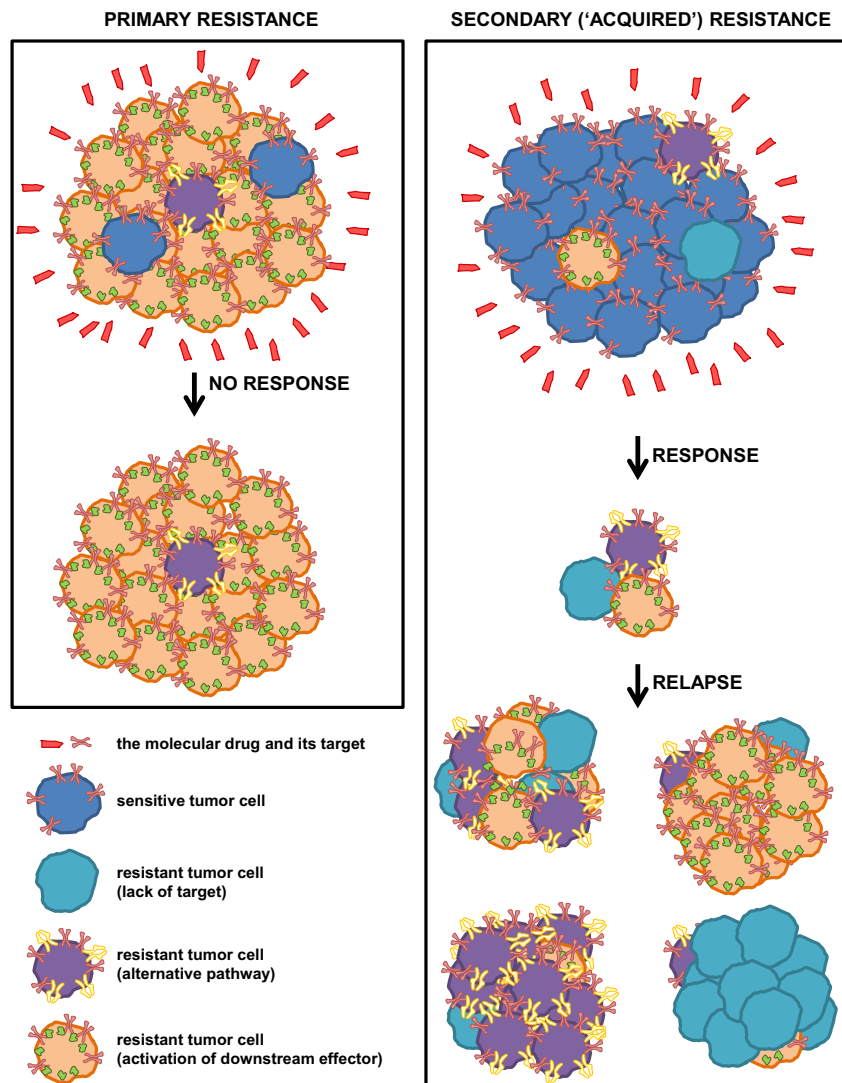 PRIMARY RESISTANCE
NO RESPONSE
the molecular drug and its target
sensitive tumor cell
resistant tumor cell
(lack of target)
resistant tumor cell
(alternative pathway)
resistant tumor cell
(activation of downstream effector)
SECONDARY (‘ACQUIRED’) RESISTANCE
RESPONSE
RELAPSE